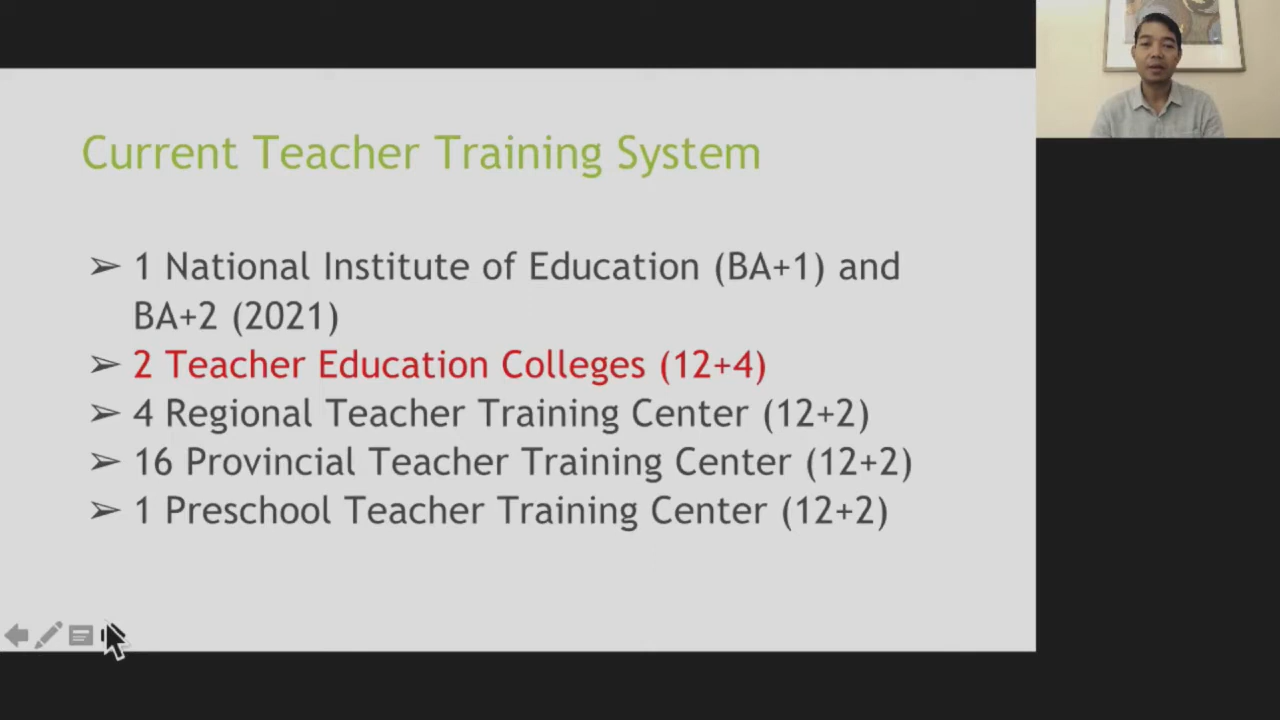 Current Teacher Training System
➢ 1 National Institute of Education (BA+1) and
BA+2 (2021)
➢ 2 Teacher Education Colleges (12+4)
➢ 4 Regional Teacher Training Center (12+2)
➢ 16 Provincial Teacher Training Center (12+2)
➢ 1 Preschool Teacher Training Center (12+2)